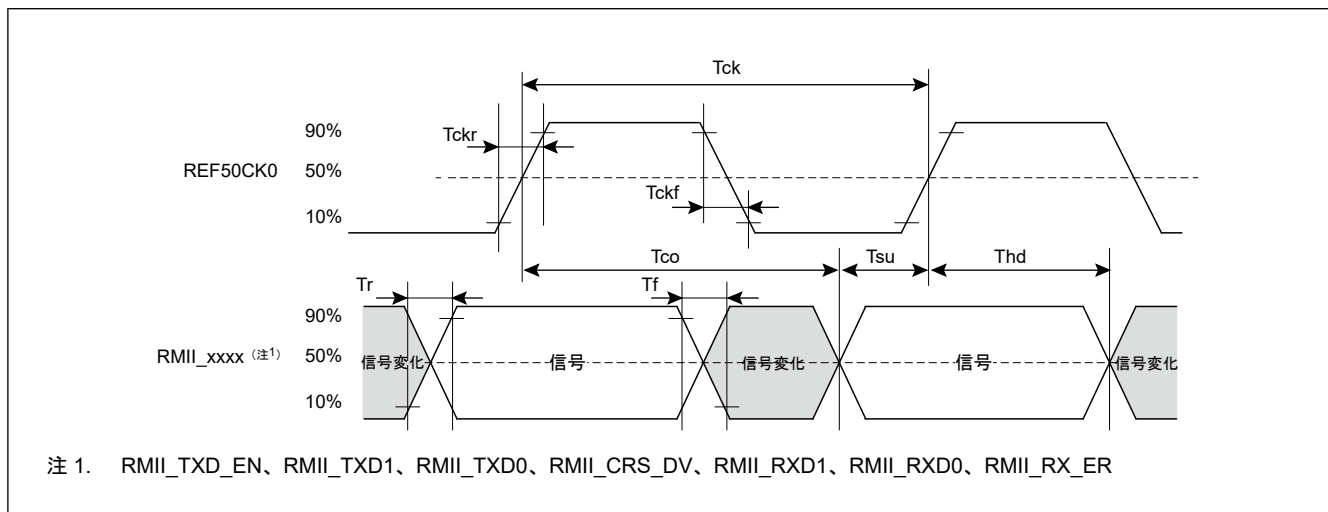 Tck
90%
Tckr
REF50CK0
50%
Tckf
10%
Tco
Tsu
Thd
Tr
Tf
90%
RMII_xxxx (注1)
50%
信号変化
信号
信号変化
信号
信号変化
10%
注 1. RMII_TXD_EN、RMII_TXD1、RMII_TXD0、RMII_CRS_DV、RMII_RXD1、RMII_RXD0、RMII_RX_ER